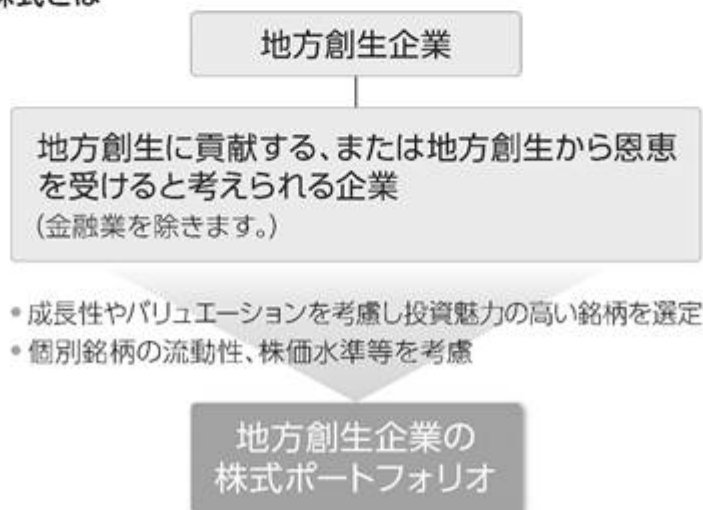 株式とは
地方創生企業
地方創生に貢献する、または地方創生から恩恵
を受けると考えられる企業
(金融業を除きます。)
• 成長性やバリュエーションを考慮し投資魅力の高い銘柄を選定
• 個別銘柄の流動性、株価水準等を考慮
地方創生企業の
株式ポートフォリオ